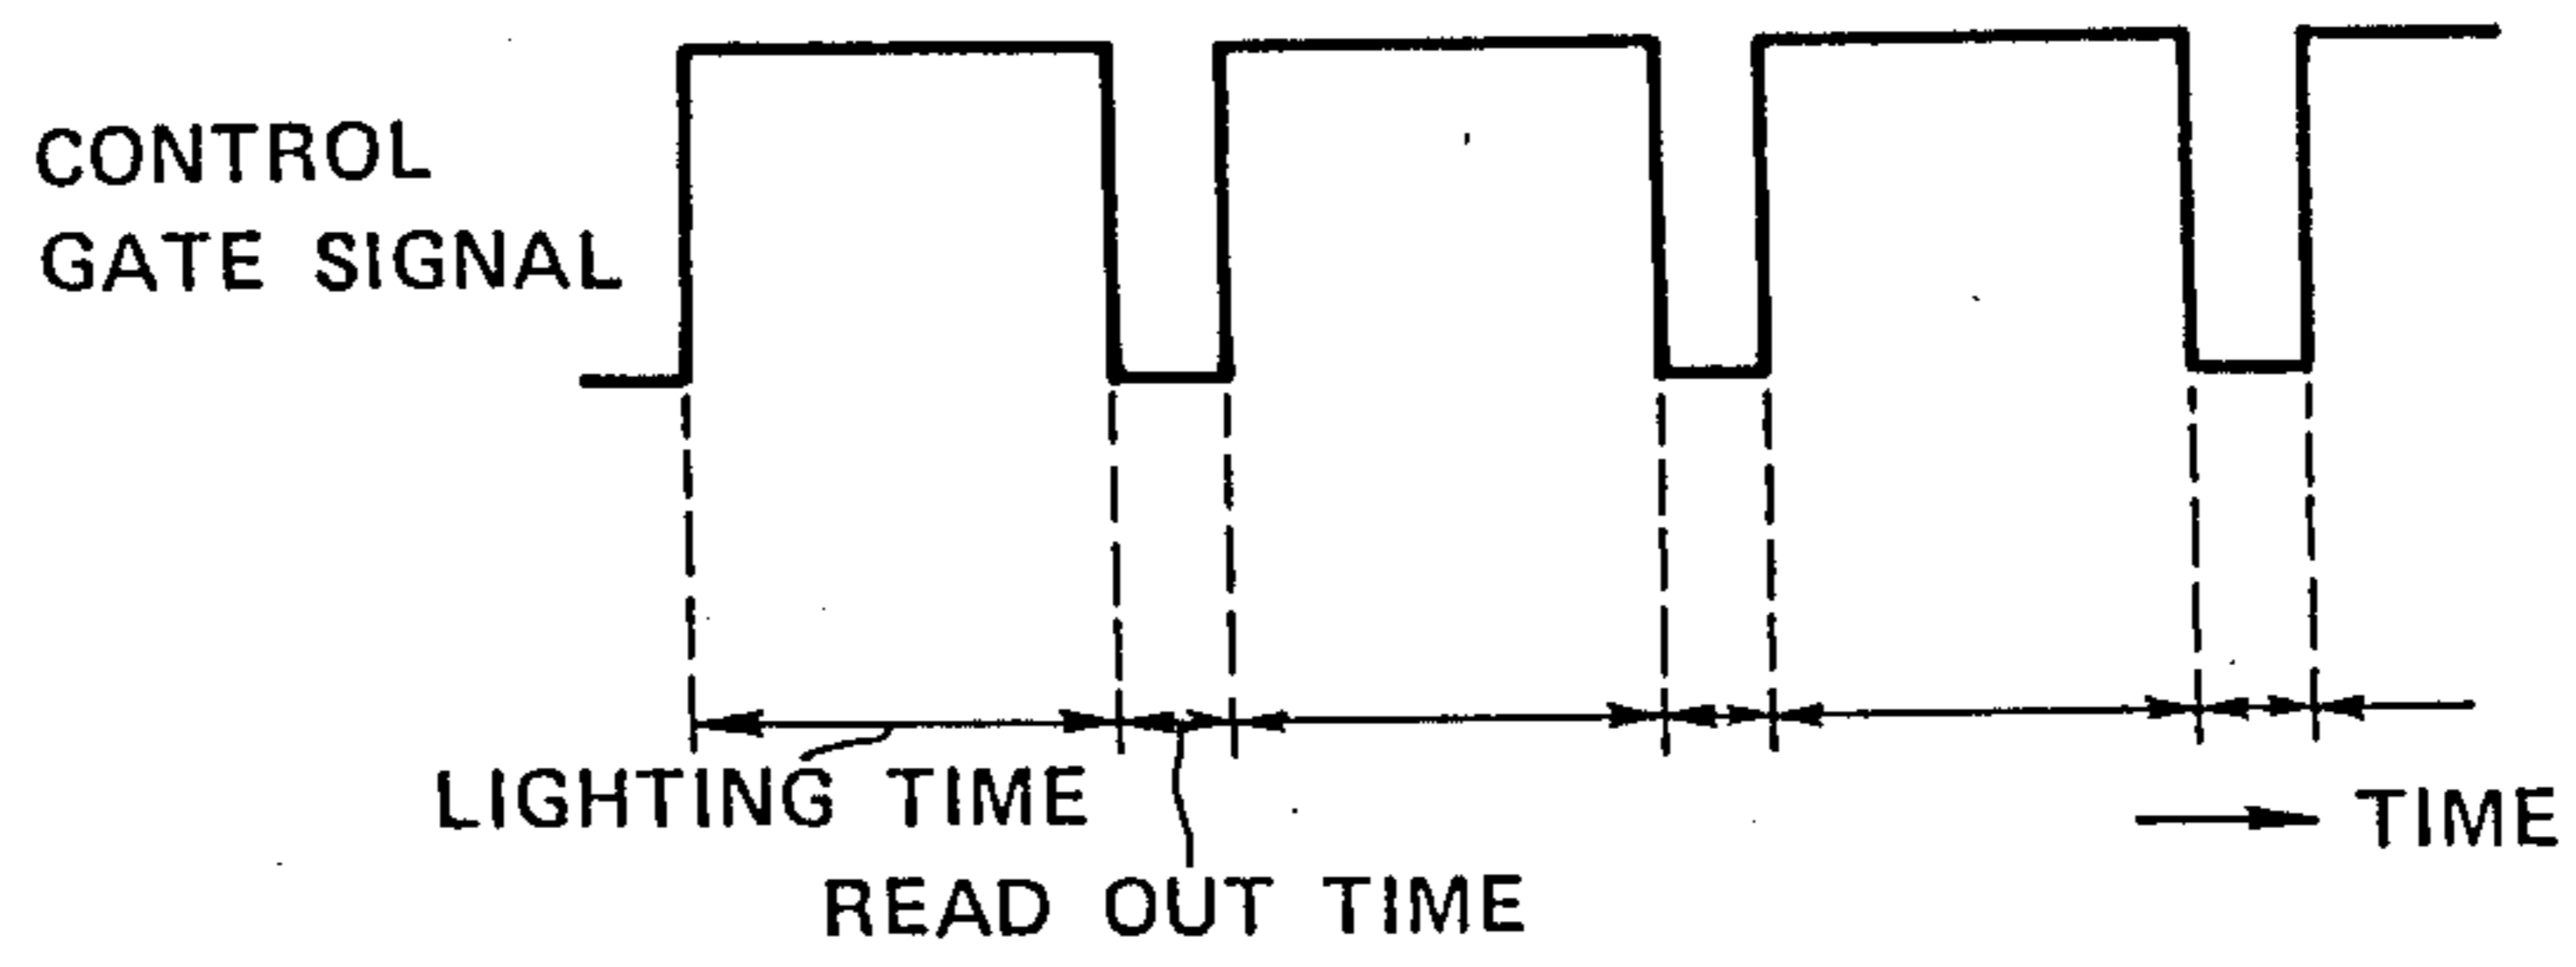 CONTROL
GATE SIGNAL
LIGHTING TIME
READ OUT TIME
TIME